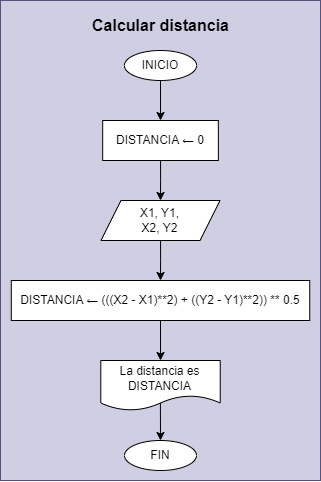 Calcular distancia
INICIO
DISTANCIA ← 0
X1, Y1,
X2, Y2
DISTANCIA ← (((X2 - X1)**2) + ((Y2 - Y1)**2)) ** 0.5
La distancia es
DISTANCIA
FIN